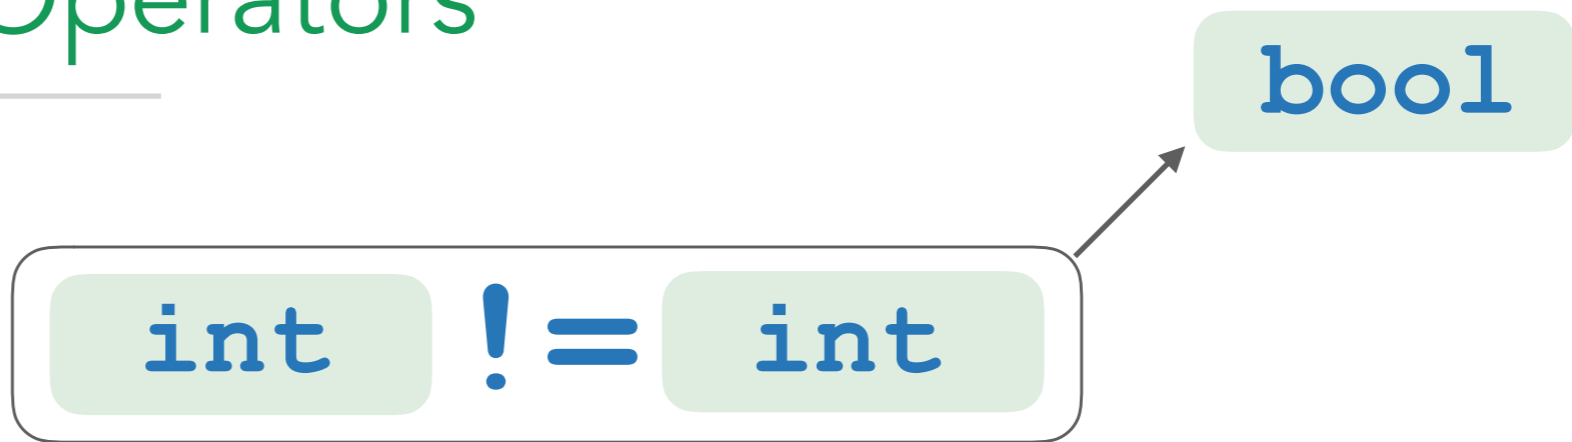 Operators
bool
int != int